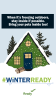 When it's freezing outdoors,
stay inside if possible.
Bring your pets inside too!
#WINTERREADY